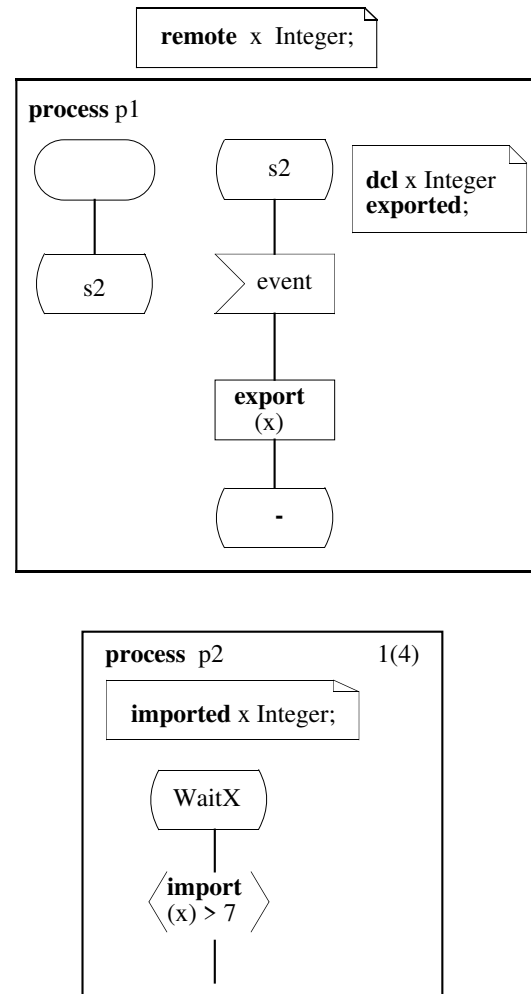 remote x Integer;
process p1
s2
dcl x Integer
exported;
s2
event
export
(x)
-
process p2 1(4)
imported x Integer;
WaitX
import
(x) > 7